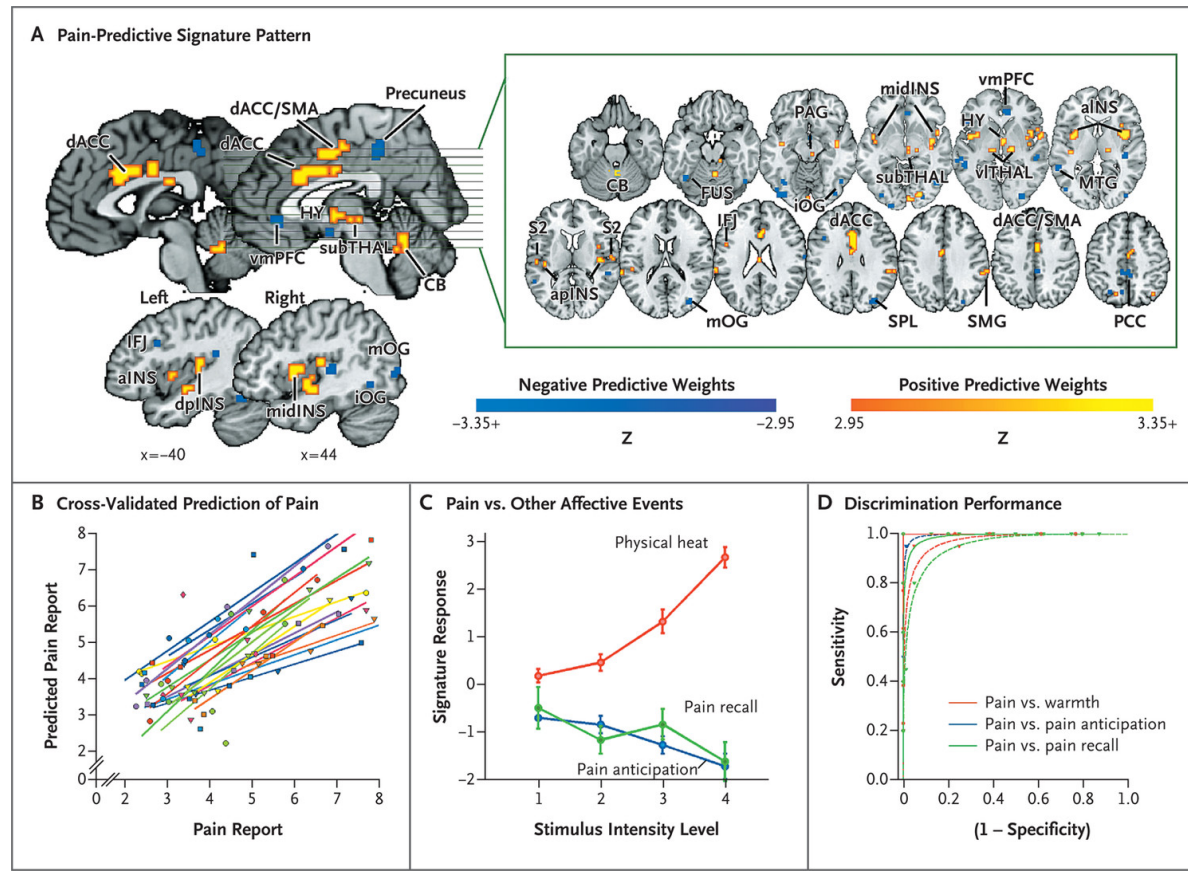 A Pain-Predictive Signature Pattern
dACC/SMA
Precuneus
dACC
dACC
HY
subTHAL
vmPFC
CB
Left
Right
IFJ
aINS
dpINS
midINS
mOG
iOG
x=−40
x=44
CB
FUS
PAG
iOG
midINS
subTHAL
vmPFC
HY
vlTHAL
aINS
MTG
S2
S2
apINS
mOG
IFJ
dACC
SPL
SMG
dACC/SMA
PCC
Negative Predictive Weights
−3.35+
−2.95
Z
Positive Predictive Weights
2.95
3.35+
Z
B Cross-Validated Prediction of Pain
Predicted Pain Report
8
7
6
5
4
3
2
0
0 2 3 4 5 6 7 8
Pain Report
C Pain vs. Other Affective Events
Signature Response
3
2
1
0
−1
−2
Physical heat
Pain recall
Pain anticipation
1 2 3 4
Stimulus Intensity Level
D Discrimination Performance
Sensitivity
1.0
0.8
0.6
0.4
0.2
0.0
Pain vs. warmth
Pain vs. pain anticipation
Pain vs. pain recall
0 0.2 0.4 0.6 0.8 1.0
(1 − Specificity)